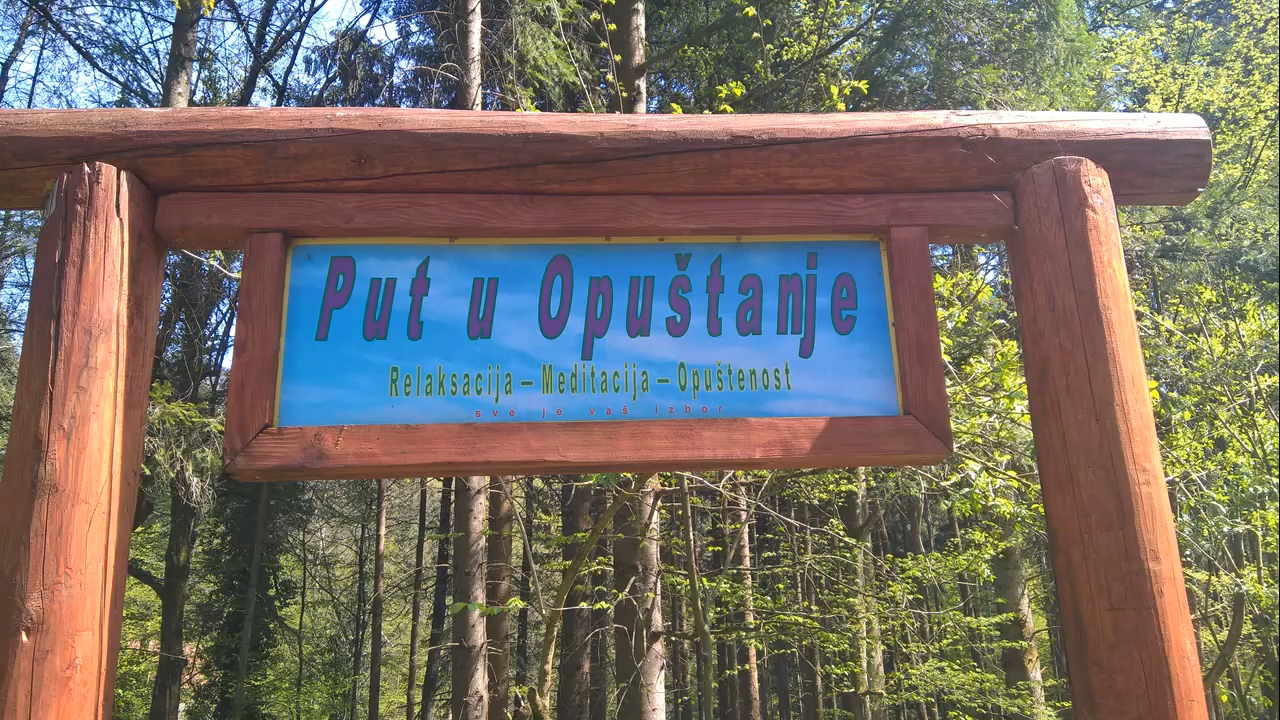 Put u Opuštanje
Relaksacija – Meditacija – Opuštenost
sve je vaš izbor